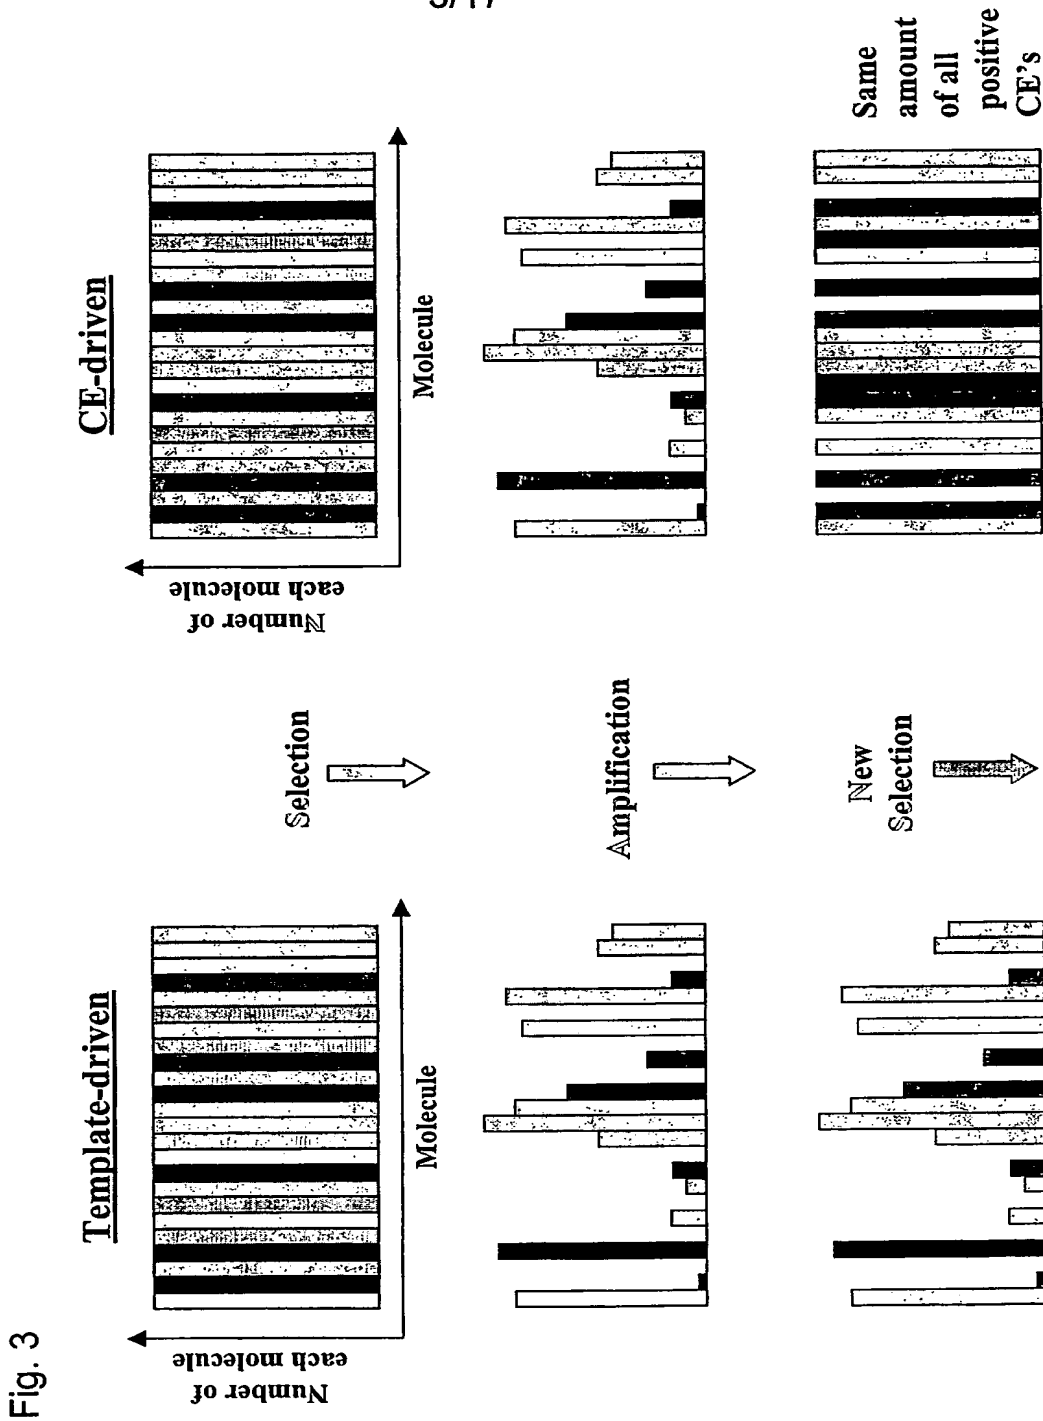 Fig. 3
Template-driven
Number of
each molecule
Molecule
Selection
Amplification
New
Selection
CE-driven
Number of
each molecule
Molecule
Same
amount
of all
positive
CE's